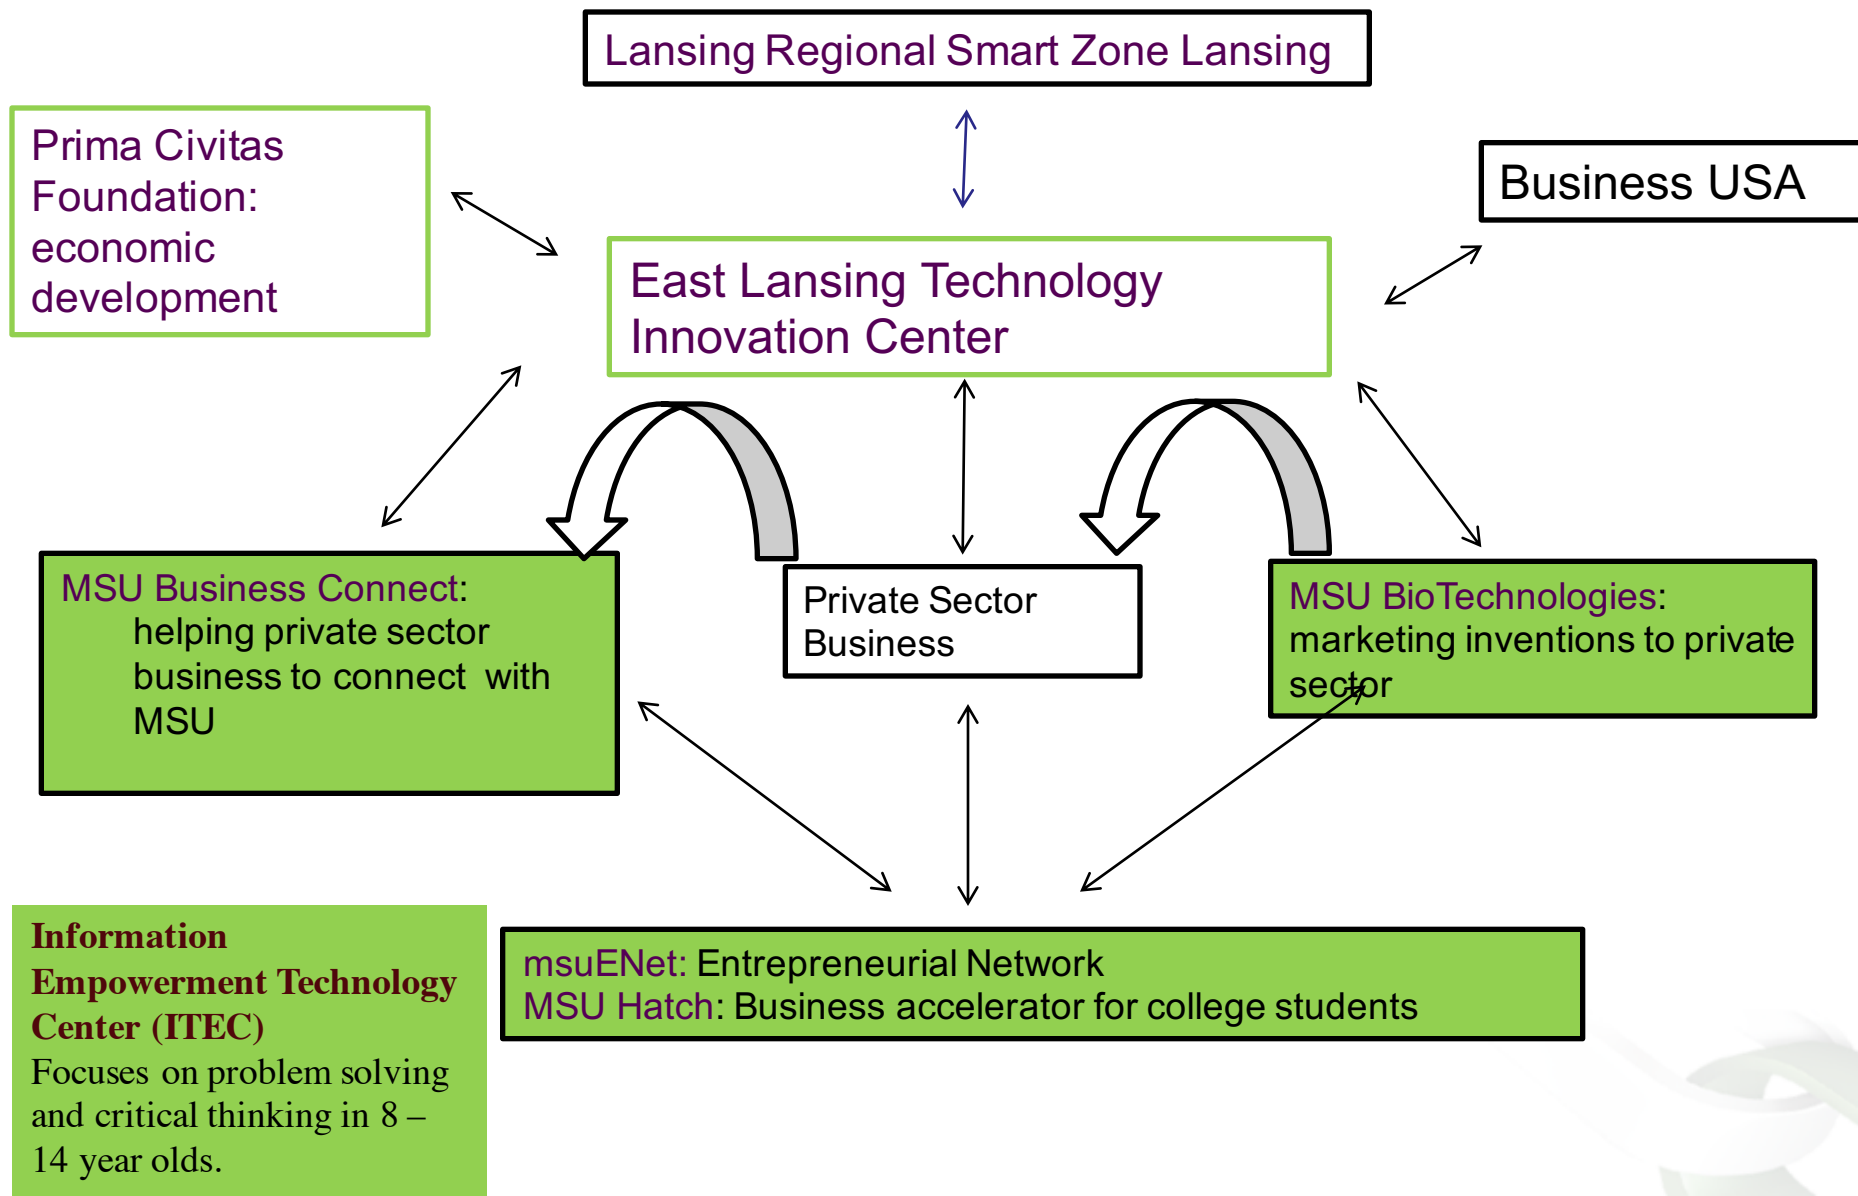 Lansing Regional Smart Zone Lansing
Prima Civitas
Foundation:
economic
development
Business USA
East Lansing Technology
Innovation Center
MSU Business Connect:
helping private sector
business to connect with
MSU
Private Sector
Business
MSU BioTechnologies:
marketing inventions to private
sector
Information
Empowerment Technology
Center (ITEC)
Focuses on problem solving
and critical thinking in 8 –
14 year olds.
msuENet: Entrepreneurial Network
MSU Hatch: Business accelerator for college students